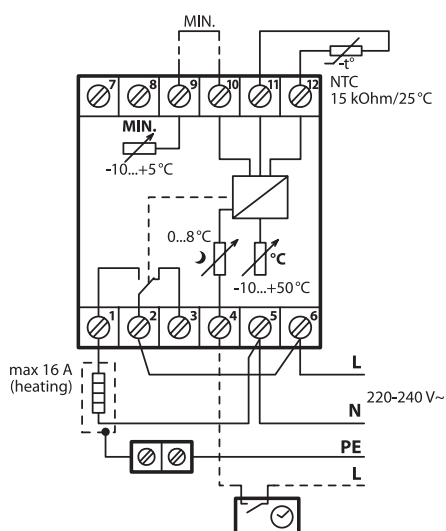 MIN.
-t°
NTC
15 kOhm/25°C
7 8 9 10 11 12
MIN.
-10...+5°C
0...8°C
°C
-10...+50°C
1 2 3 4 5 6
max 16 A
(heating)
L
N
220-240 V~
PE
L